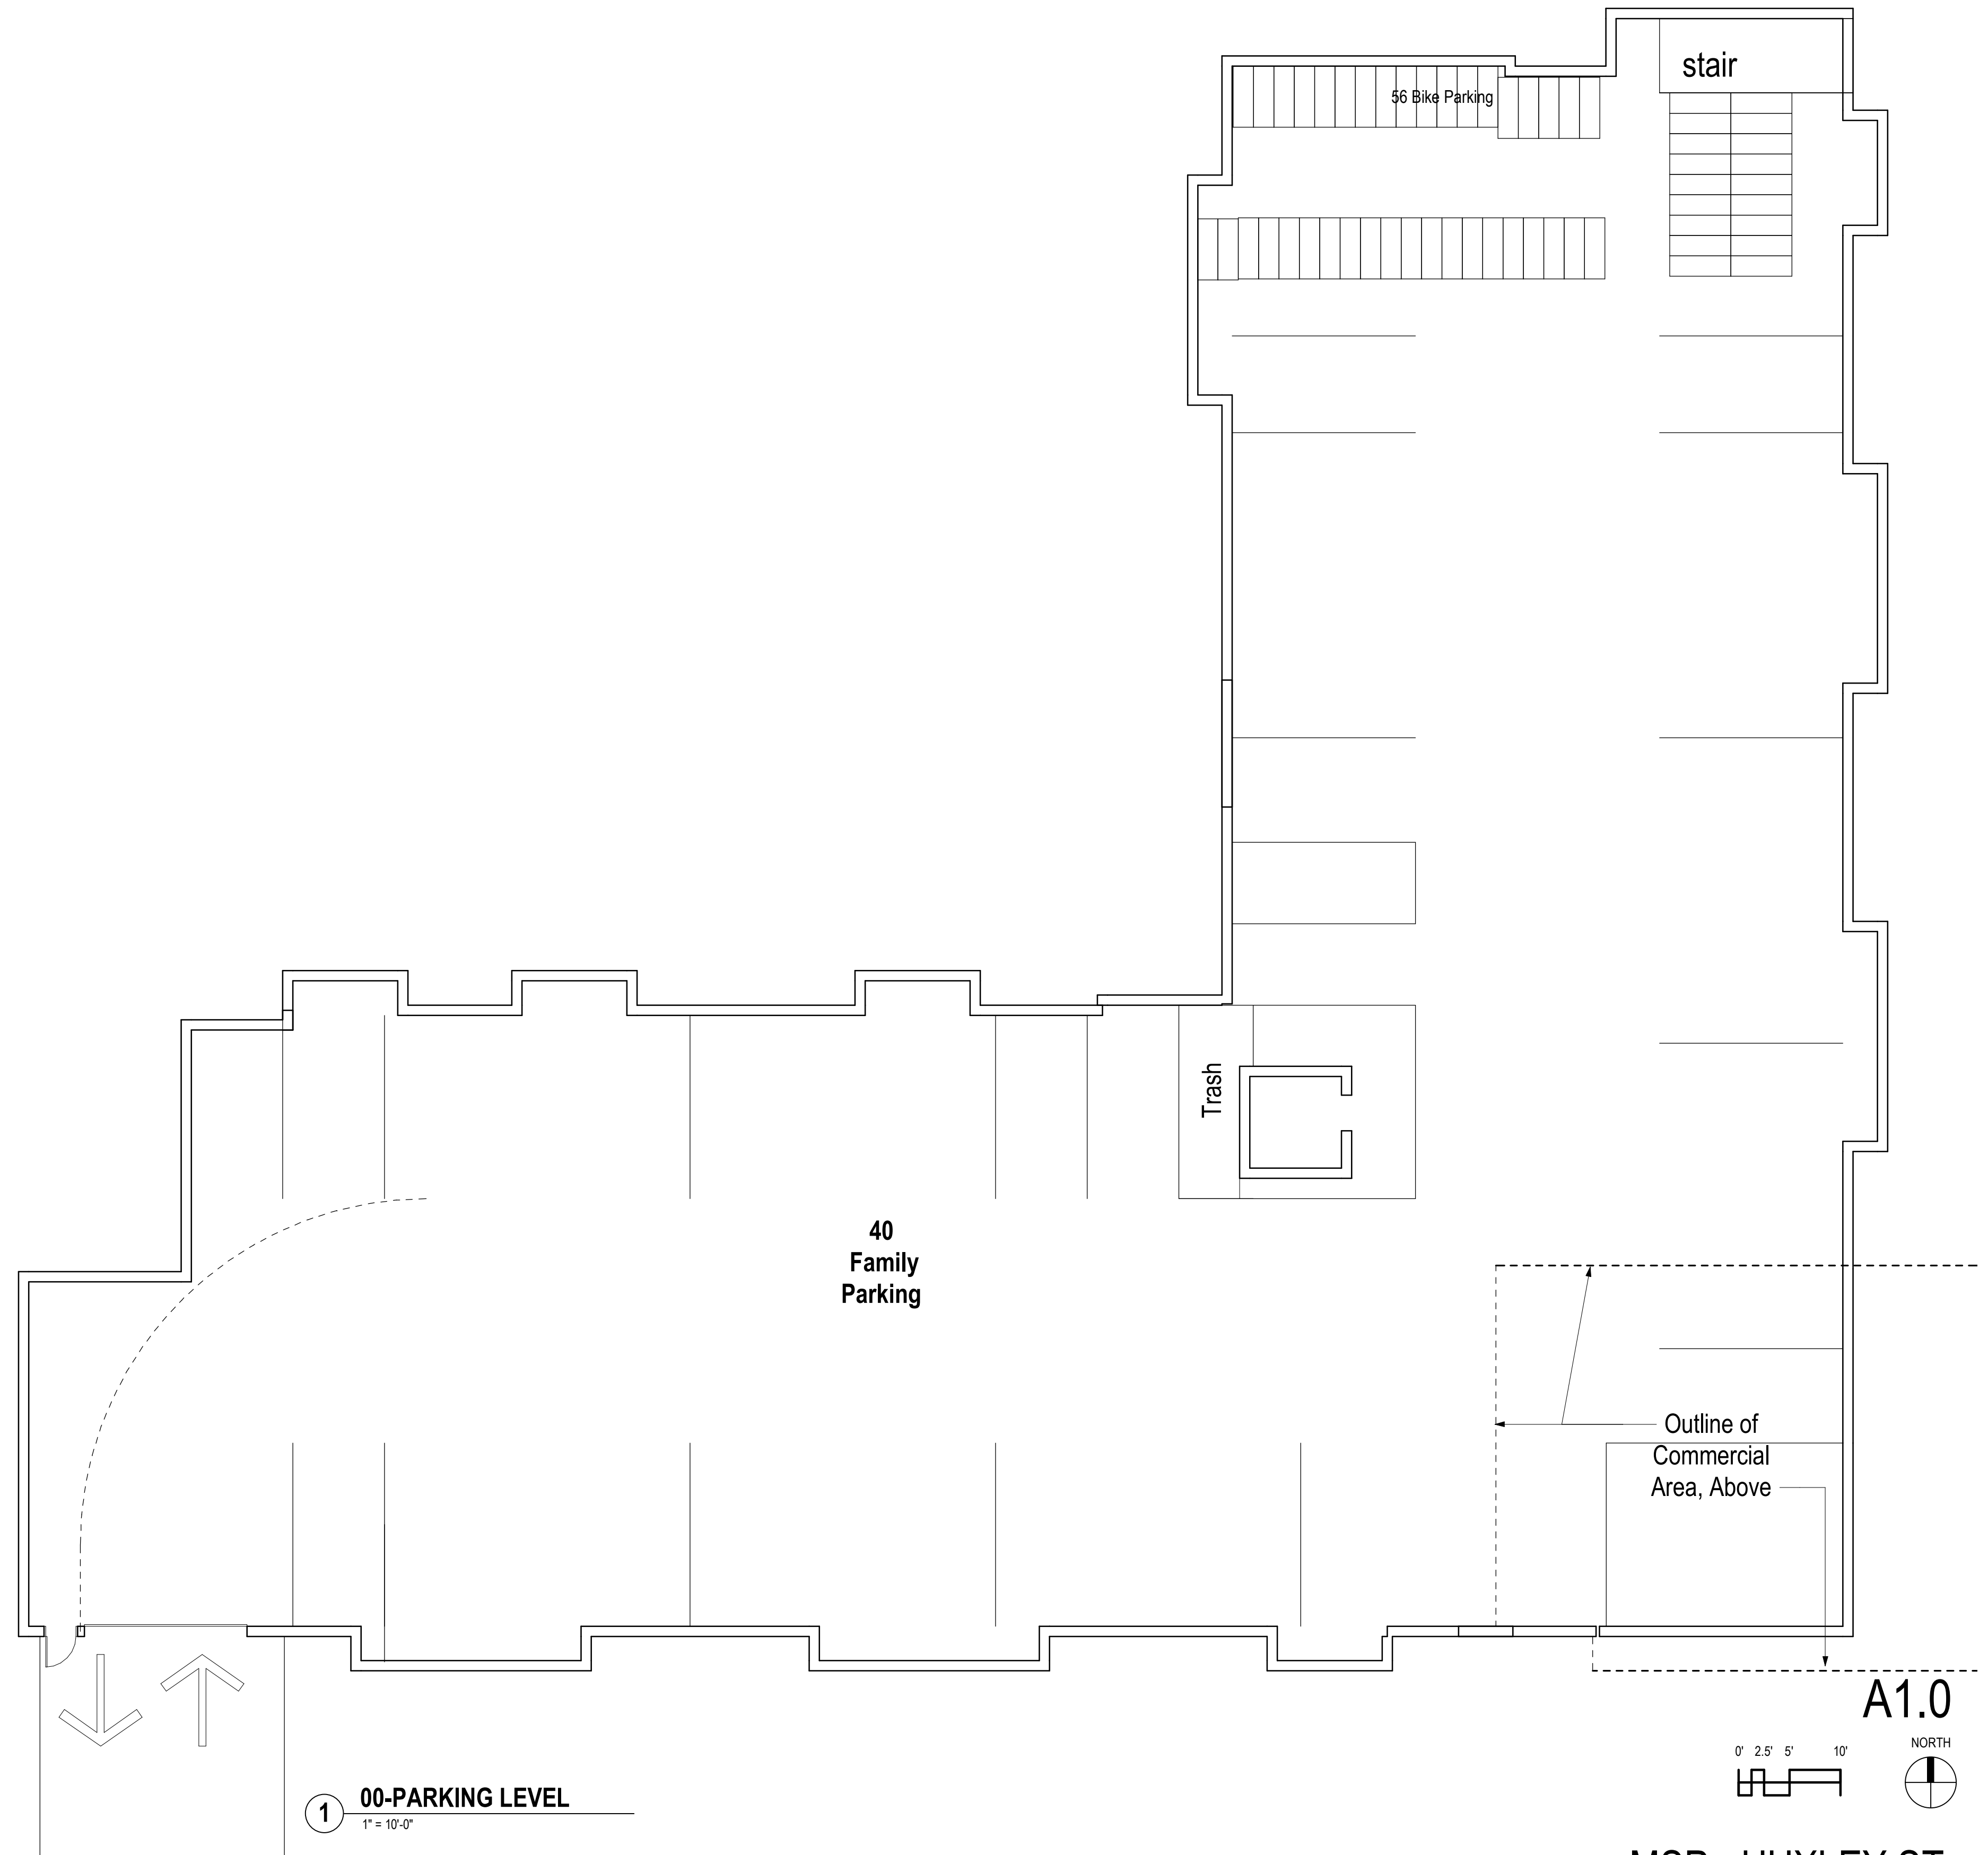 stair
56 Bike Parking
Trash
40
Family
Parking
Outline of
Commercial
Area, Above
A1.0
NORTH
0' 2.5' 5' 10'
1
00-PARKING LEVEL
1" = 10'-0"